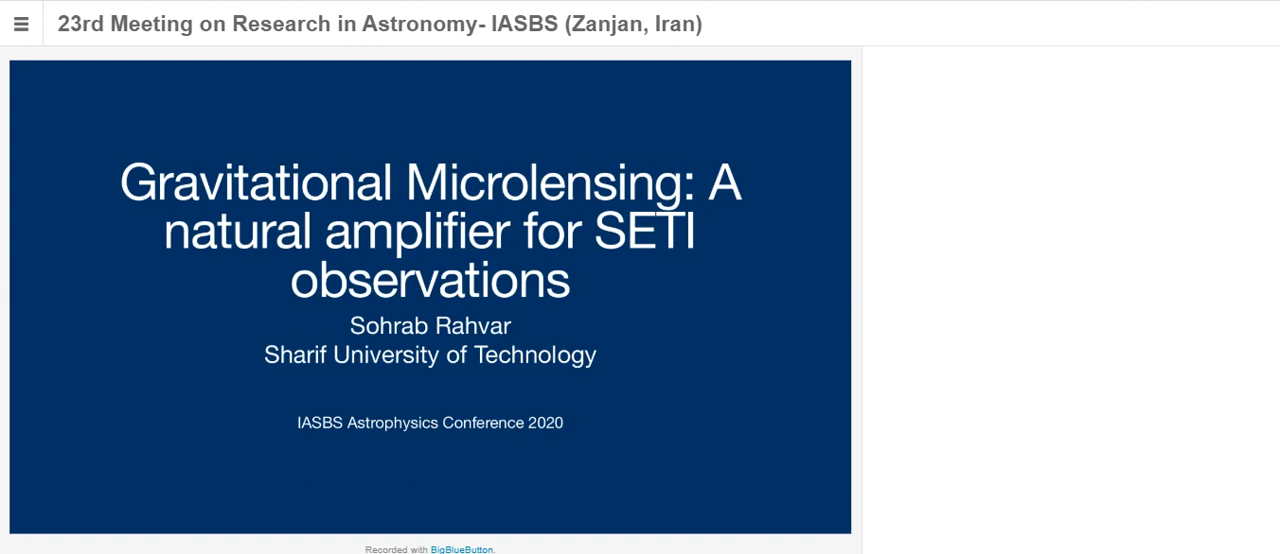 23rd Meeting on Research in Astronomy- IASBS (Zanjan, Iran)
Gravitational Microlensing: A
natural amplifier for SETI
observations
Sohrab Rahvar
Sharif University of Technology
IASBS Astrophysics Conference 2020
Recorded with BigBlueButton.